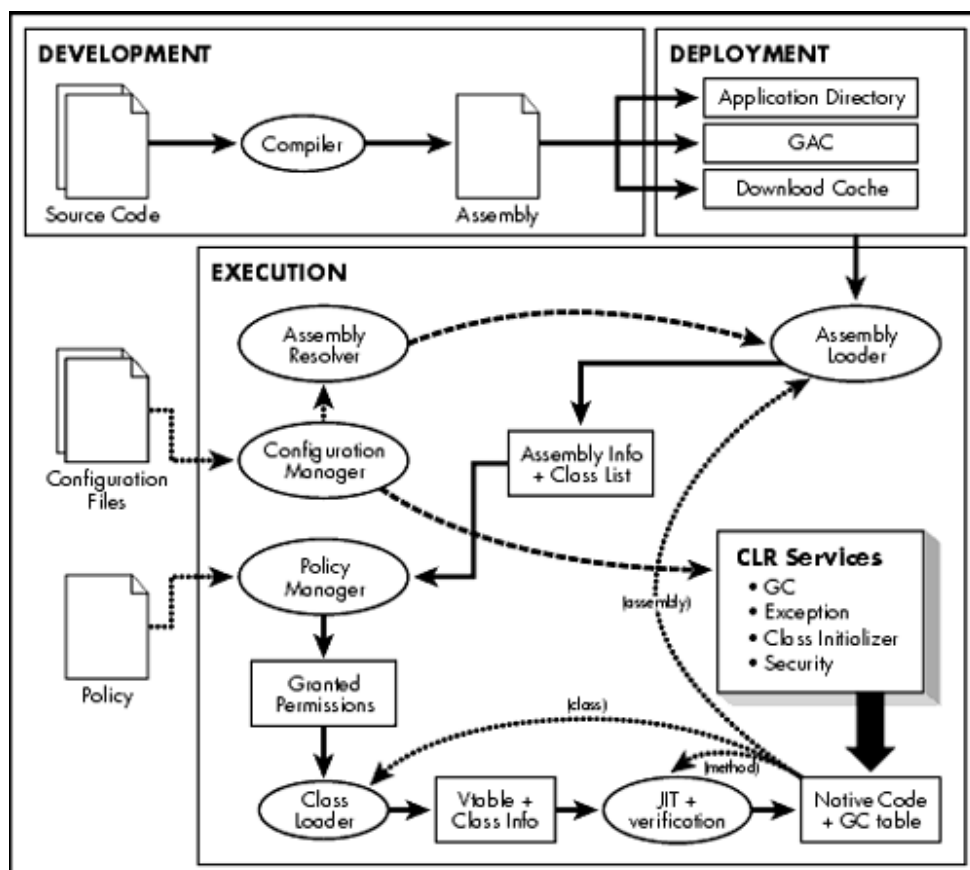 DEVELOPMENT
Source Code
Compiler
Assembly
DEPLOYMENT
Application Directory
GAC
Download Cache
EXECUTION
Assembly
Resolver
Assembly
Loader
Configuration
Files
Configuration
Manager
Assembly Info
+ Class List
Policy
Policy
Manager
(assembly)
CLR Services
• GC
• Exception
• Class Initializer
• Security
Granted
Permissions
(class)
(method)
Class
Loader
Vtable +
Class Info
JIT +
verification
Native Code
+ GC table